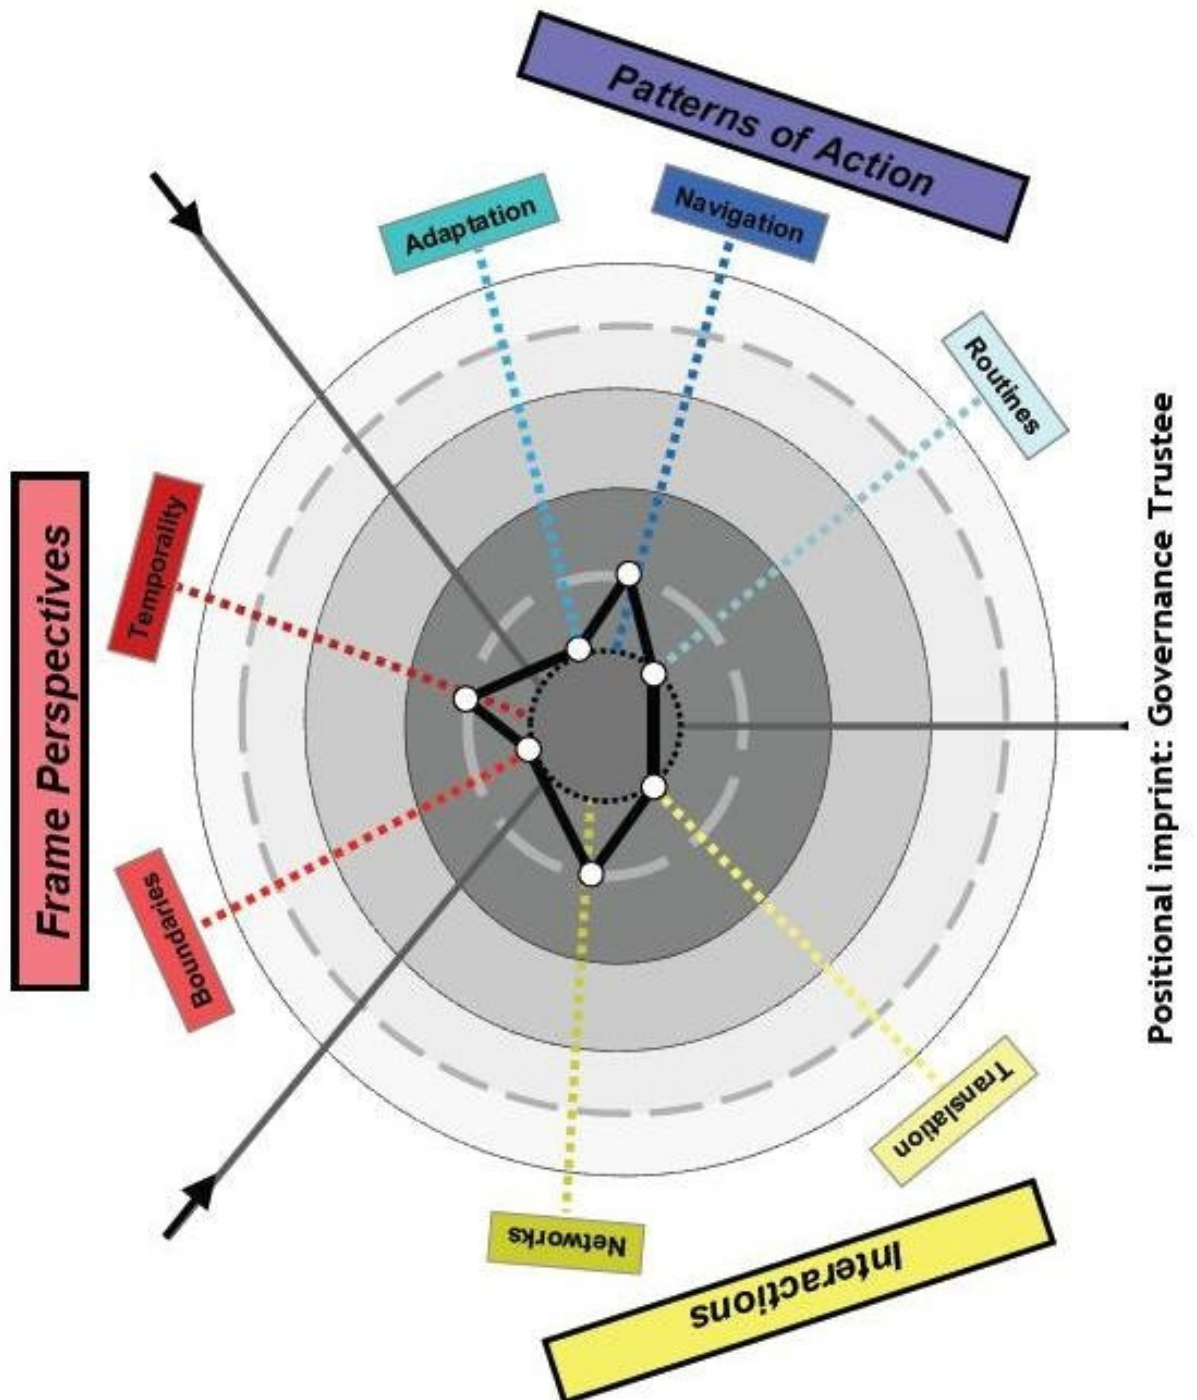 Patterns of Action
Navigation
Adaptation
Routines
Temporality
Frame Perspectives
Boundaries
Translation
Networks
Interactions
Positional imprint: Governance Trustee